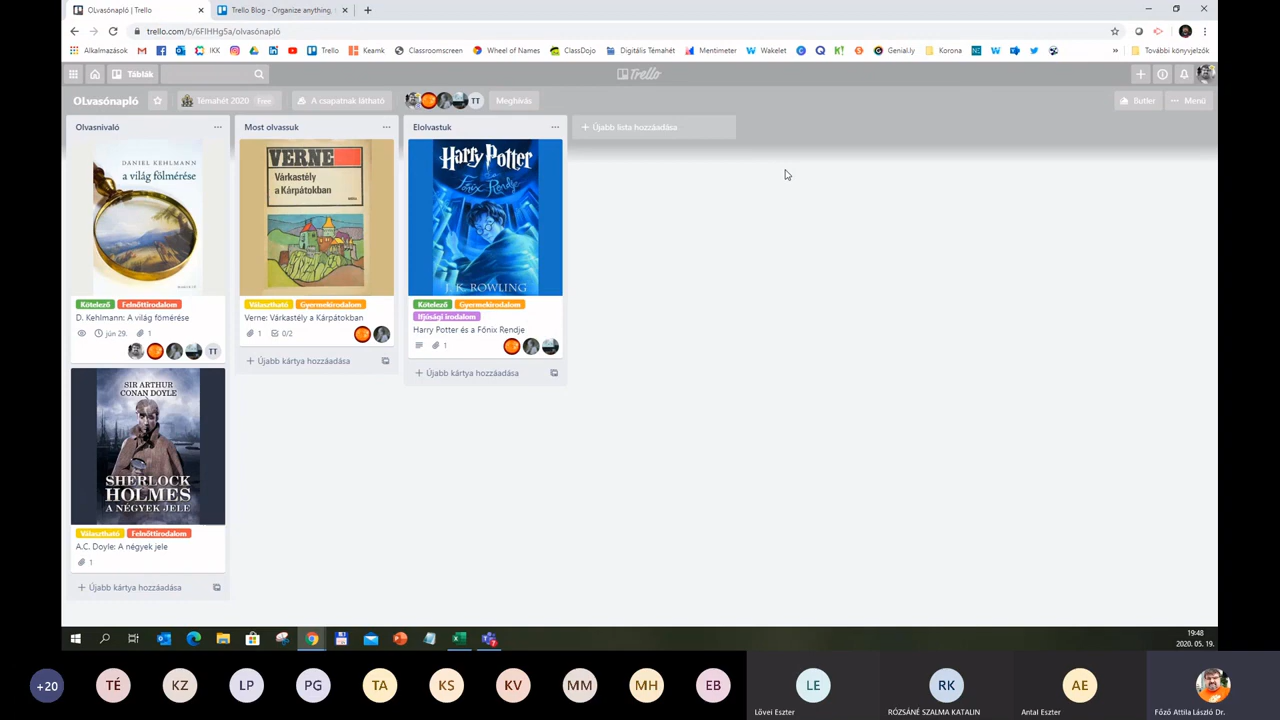 OLvasónapló | Trello
Trello Blog - Organize anything,
trello.com/b/6FIHHg5a/olvasónapló
Alkalmazások
IKK
Trello
Keamk
Classroomscreen
Wheel of Names
ClassDojo
Digitális Témahét
Mentimeter
Wakelet
Genial.ly
Korona
További könyvjelzők
Táblák
Trello
OLvasónapló
Témahét 2020
Free
A csapatnak látható
TT
Meghívás
Butler
Menü
Olvasnivaló
Most olvassuk
Elolvastuk
Újabb lista hozzáadása
DANIEL KEHLMANN
a világ fölmérése
Kötelező
Felnőttirodalom
D. Kehlmann: A világ fömérése
jún 29.
1
TT
SIR ARTHUR
CONAN DOYLE
SHERLOCK
HOLMES
A NÉGYEK JELE
Választható
Felnőttirodalom
A.C. Doyle: A négyek jele
1
Újabb kártya hozzáadása
VERNE
Várkastély
a Kárpátokban
Választható
Gyermekirodalom
Verne: Várkastély a Kárpátokban
1
0/2
Újabb kártya hozzáadása
Harry Potter
és a
Főnix Rendje
J. K. ROWLING
Kötelező
Gyermekirodalom
Ifjúsági irodalom
Harry Potter és a Főnix Rendje
1
Újabb kártya hozzáadása
19:48
2020. 05. 19.
+20
TÉ
KZ
LP
PG
TA
KS
KV
MM
MH
EB
LE
Lövei Eszter
RK
RÓZSÁNÉ SZALMA KATALIN
AE
Antal Eszter
Főző Attila László Dr.